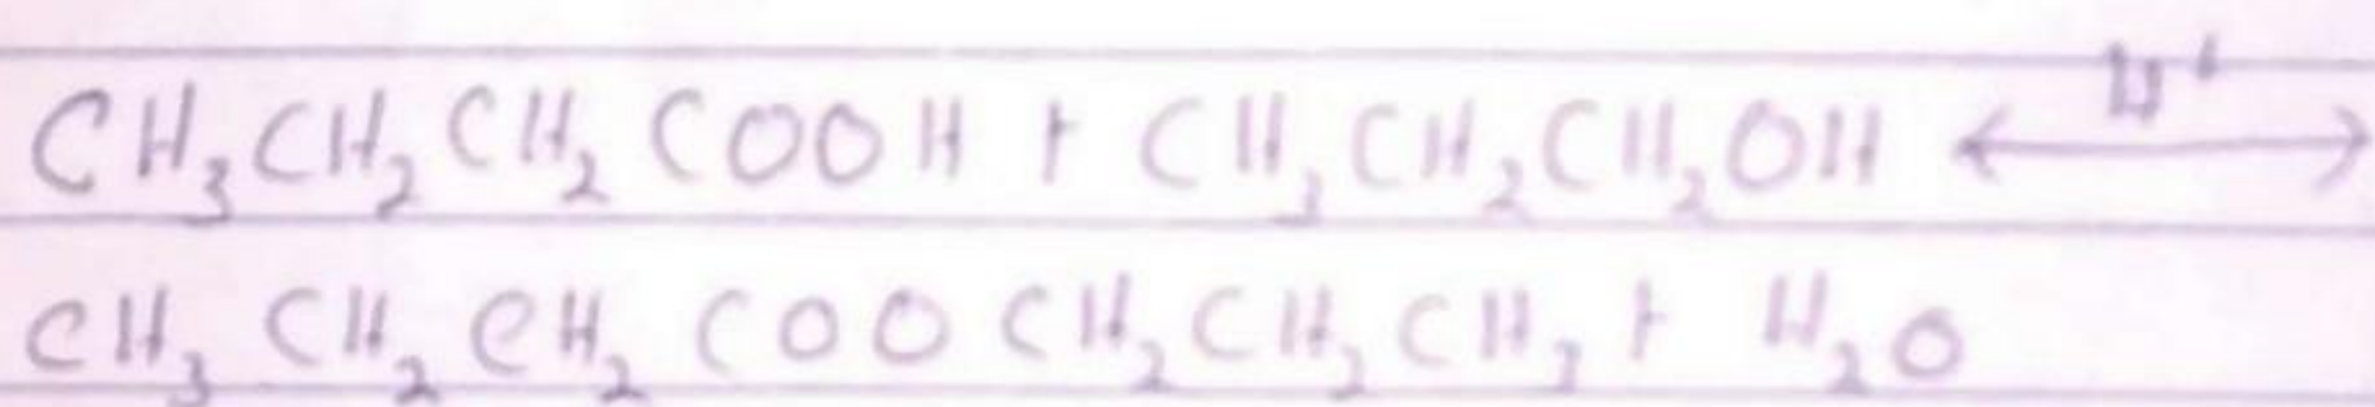 CH₃CH₂CH₂COOH + CH₃CH₂CH₂OH <-H⁺->
CH₃CH₂CH₂COOCH₂CH₂CH₃ + H₂O